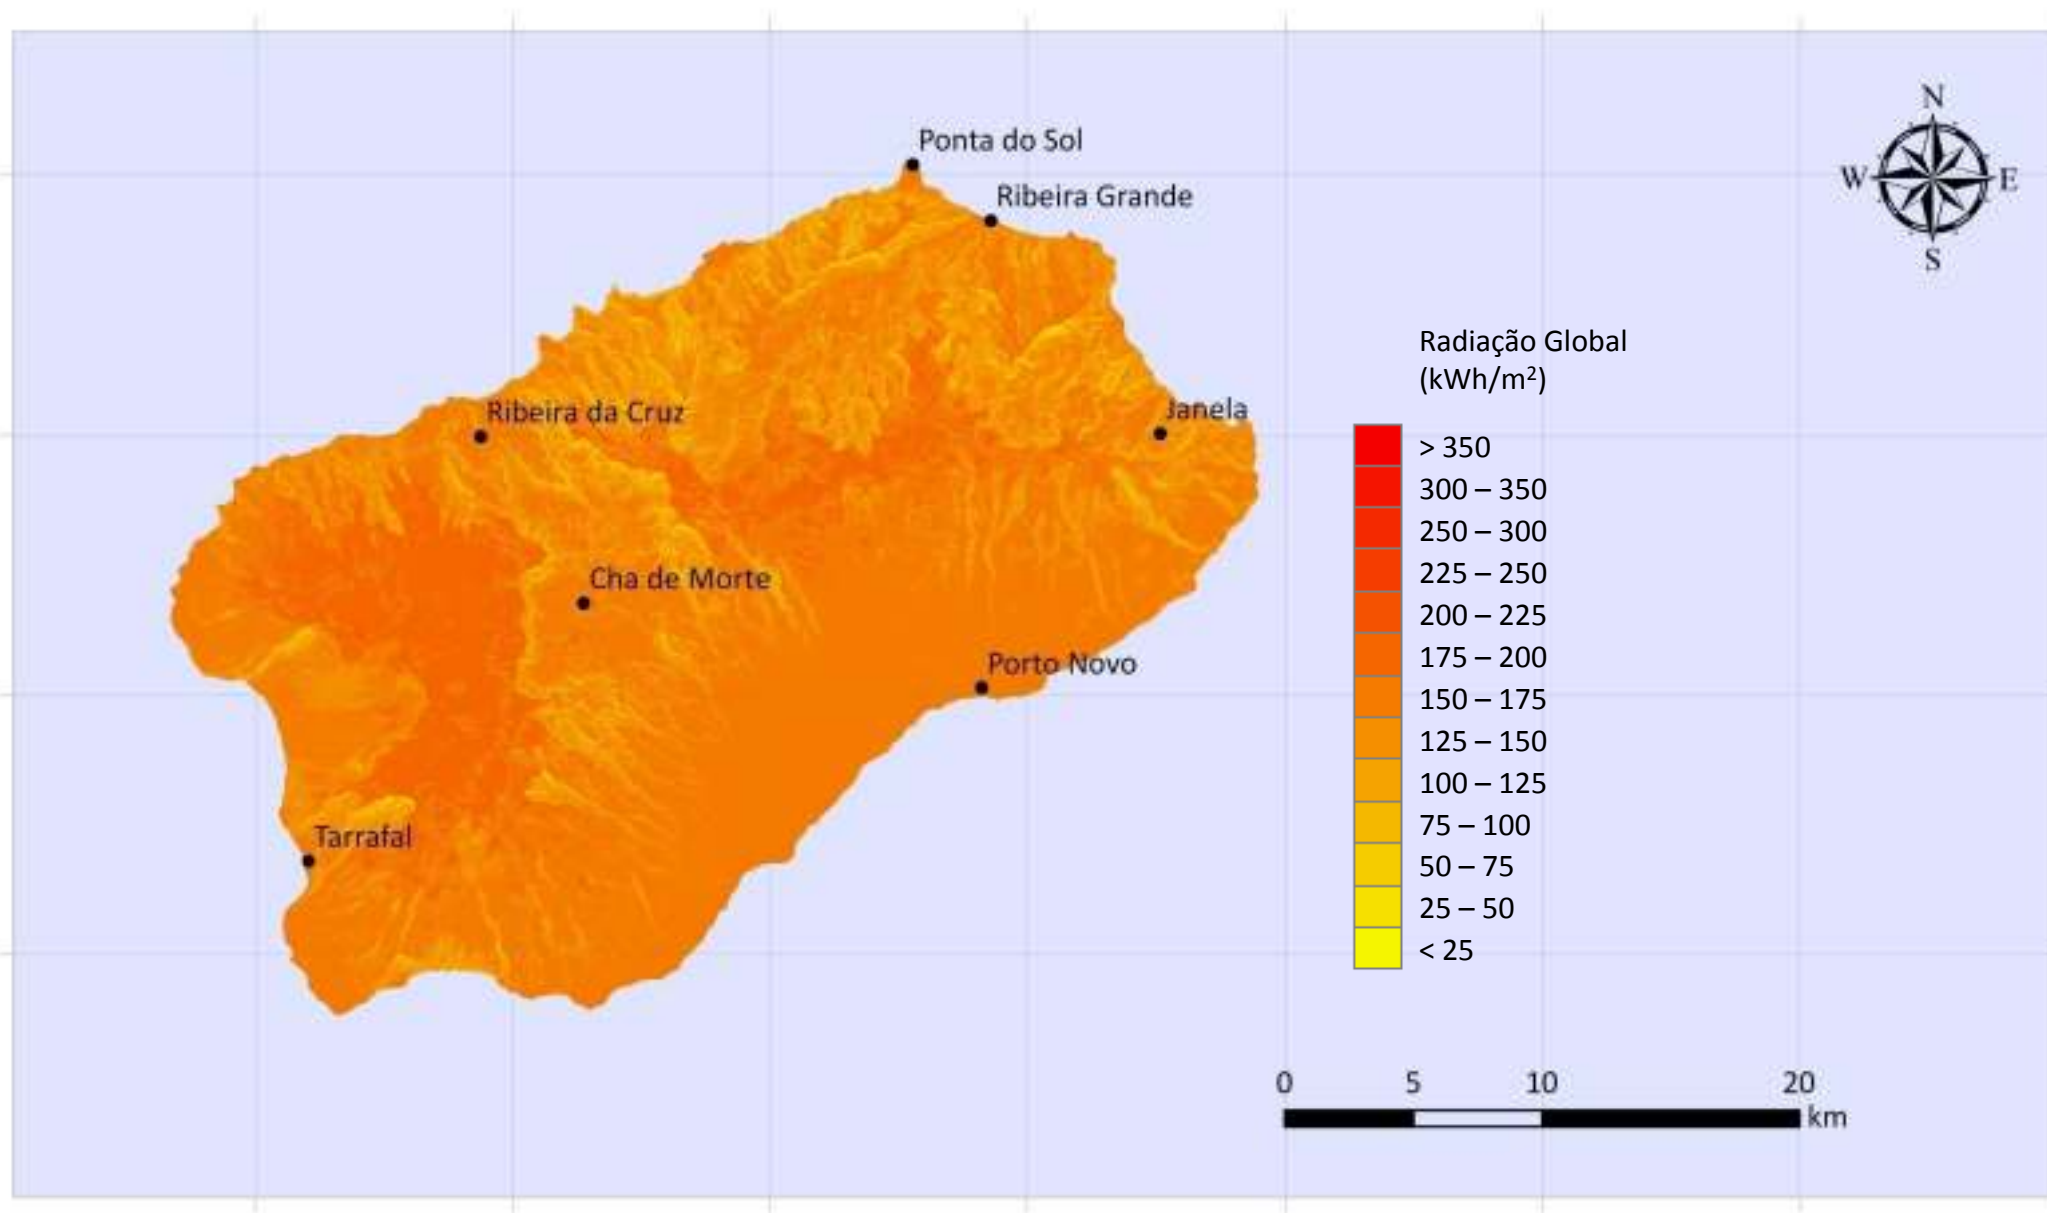 Ponta do Sol
Ribeira Grande
Ribeira da Cruz
Janela
Cha de Morte
Porto Novo
Tarrafal
N
W
E
S
Radiação Global
(kWh/m²)
> 350
300 – 350
250 – 300
225 – 250
200 – 225
175 – 200
150 – 175
125 – 150
100 – 125
75 – 100
50 – 75
25 – 50
< 25
0 5 10 20
km